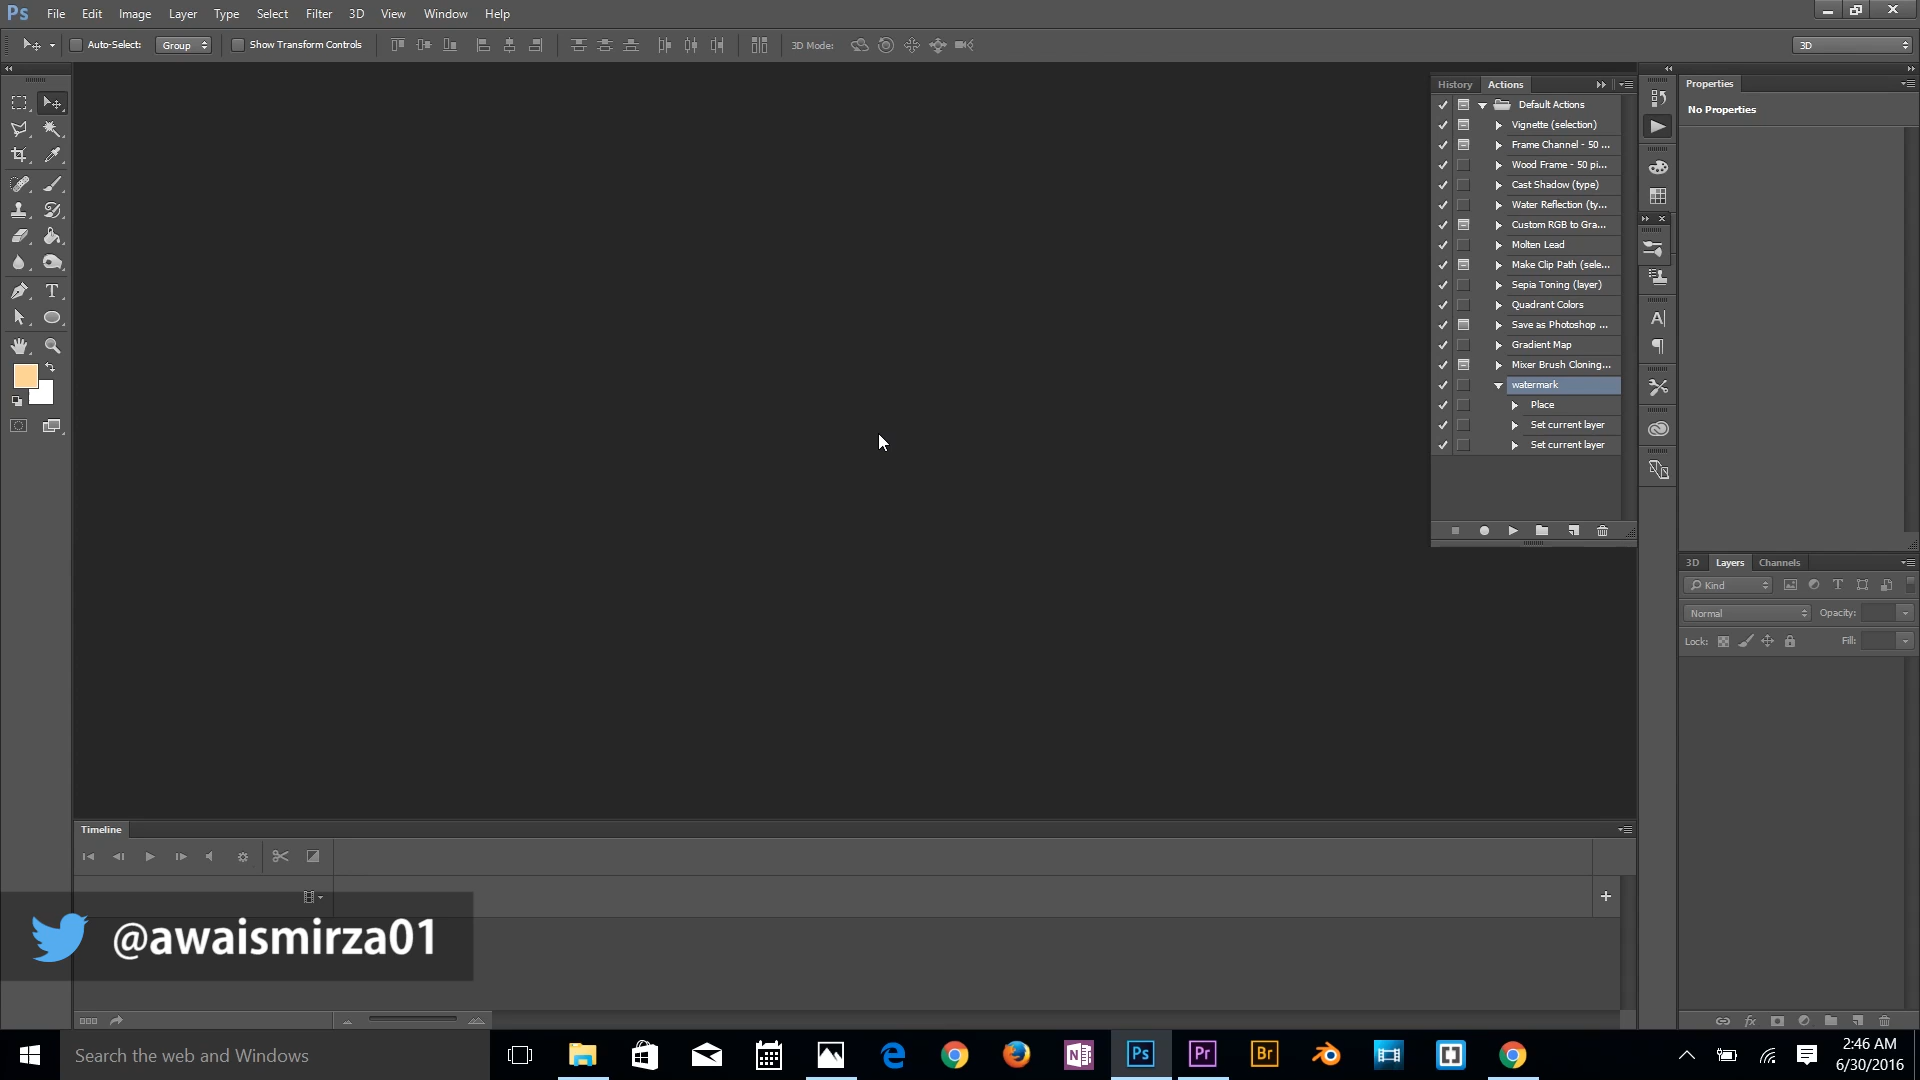 Ps File Edit Image Layer Type Select Filter 3D View Window Help
Auto-Select: Group Show Transform Controls 3D Mode: 3D
History Actions
Default Actions
Vignette (selection)
Frame Channel - 50 ...
Wood Frame - 50 pi...
Cast Shadow (type)
Water Reflection (ty...
Custom RGB to Gra...
Molten Lead
Make Clip Path (sele...
Sepia Toning (layer)
Quadrant Colors
Save as Photoshop ...
Gradient Map
Mixer Brush Cloning...
watermark
Place
Set current layer
Set current layer
Properties
No Properties
3D Layers Channels
Kind
Normal Opacity:
Lock: Fill:
Timeline
@awaismirza01
Search the web and Windows
Ps Pr Br
2:46 AM
6/30/2016